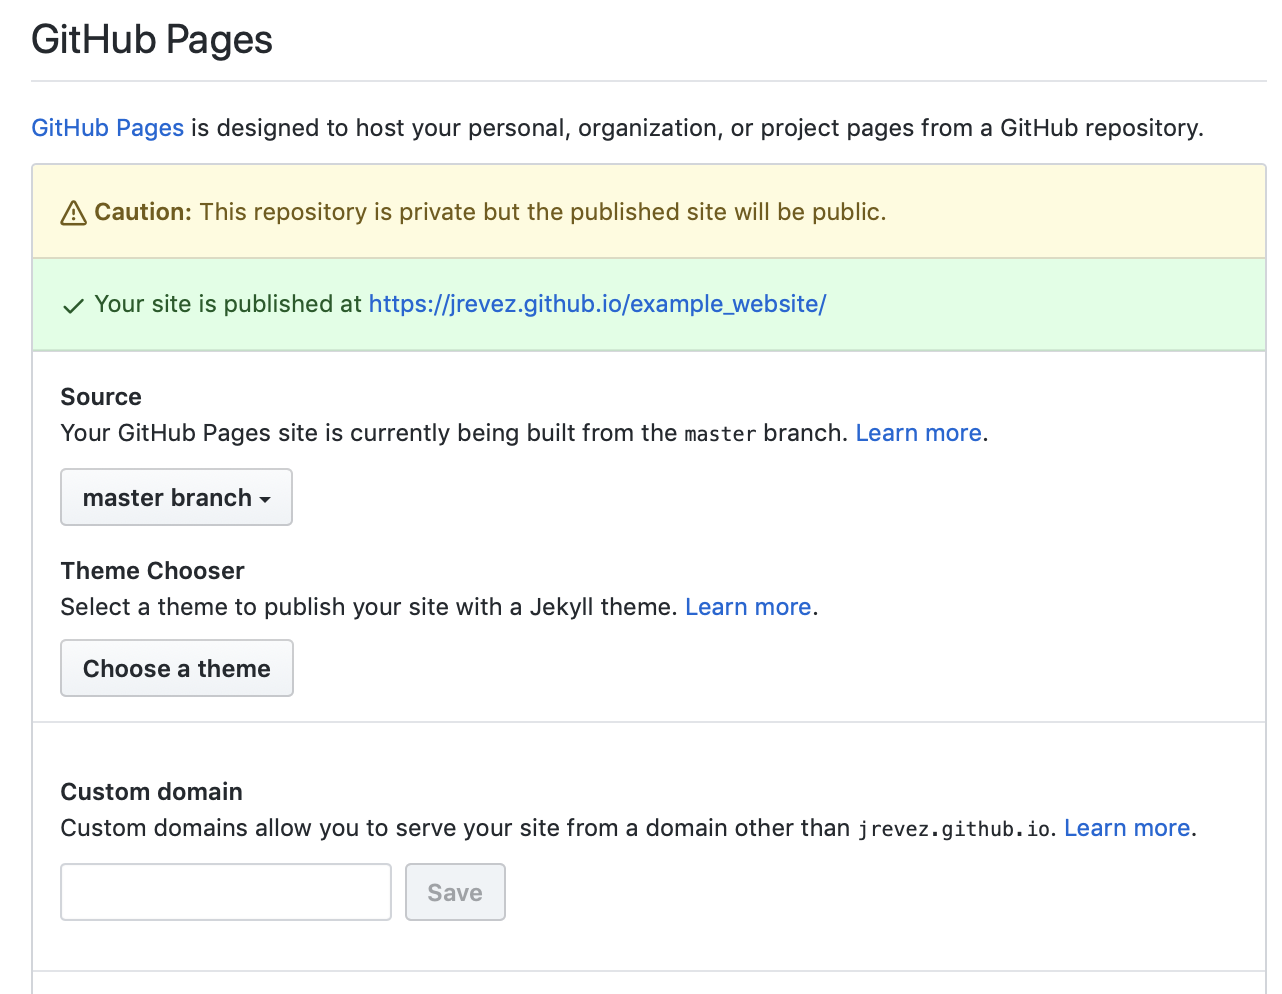 GitHub Pages
GitHub Pages is designed to host your personal, organization, or project pages from a GitHub repository.
Caution: This repository is private but the published site will be public.
Your site is published at https://jrevez.github.io/example_website/
Source
Your GitHub Pages site is currently being built from the master branch. Learn more.
master branch
Theme Chooser
Select a theme to publish your site with a Jekyll theme. Learn more.
Choose a theme
Custom domain
Custom domains allow you to serve your site from a domain other than jrevez.github.io. Learn more.
Save